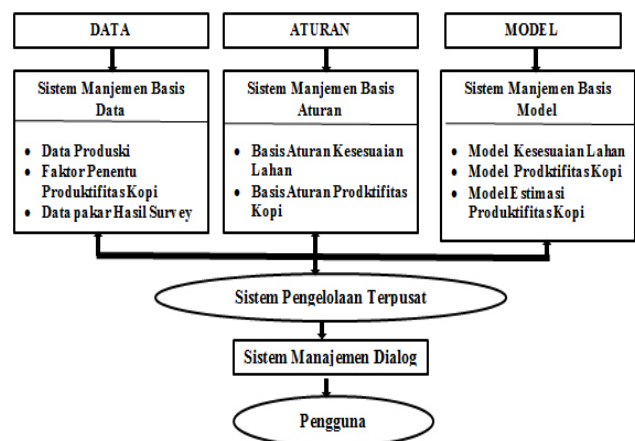 DATA
ATURAN
MODEL
Sistem Manjemen Basis
Data
• Data Produski
• Faktor Penentu
Produktifitas Kopi
• Data pakar Hasil Survey
Sistem Manjemen Basis
Aturan
• Basis Aturan Kesesuaian
Lahan
• Basis Aturan Prodktifitas
Kopi
Sistem Manjemen Basis
Model
• Model Kesesuaian Lahan
• Model Prodktifitas Kopi
• Model Estimasi
Produktifitas Kopi
Sistem Pengelolaan Terpusat
Sistem Manajemen Dialog
Pengguna